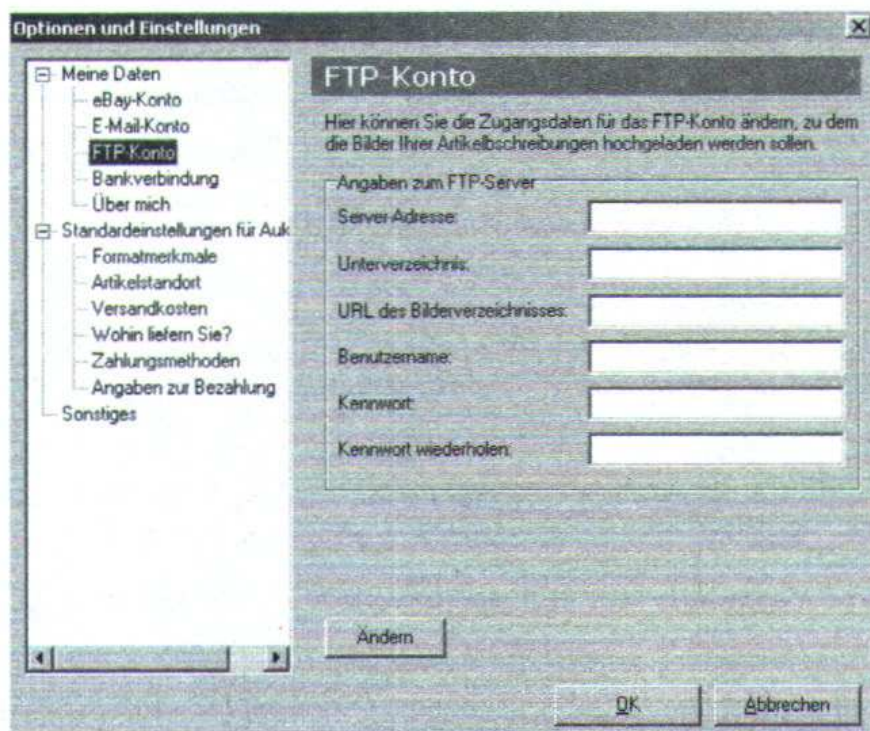 Optionen und Einstellungen
Meine Daten
eBay-Konto
E-Mail-Konto
FTP-Konto
Bankverbindung
Über mich
Standardeinstellungen für Auk
Formatmerkmale
Artikelstandort
Versandkosten
Wohin liefern Sie?
Zahlungsmethoden
Angaben zur Bezahlung
Sonstiges
FTP-Konto
Hier können Sie die Zugangsdaten für das FTP-Konto ändern, zu dem
die Bilder Ihrer Artikelbschreibungen hochgeladen werden sollen.
Angaben zum FTP-Server
Server-Adresse:
Unterverzeichnis:
URL des Bilderverzeichnisses:
Benutzername:
Kennwort:
Kennwort wiederholen:
Ändern
OK
Abbrechen